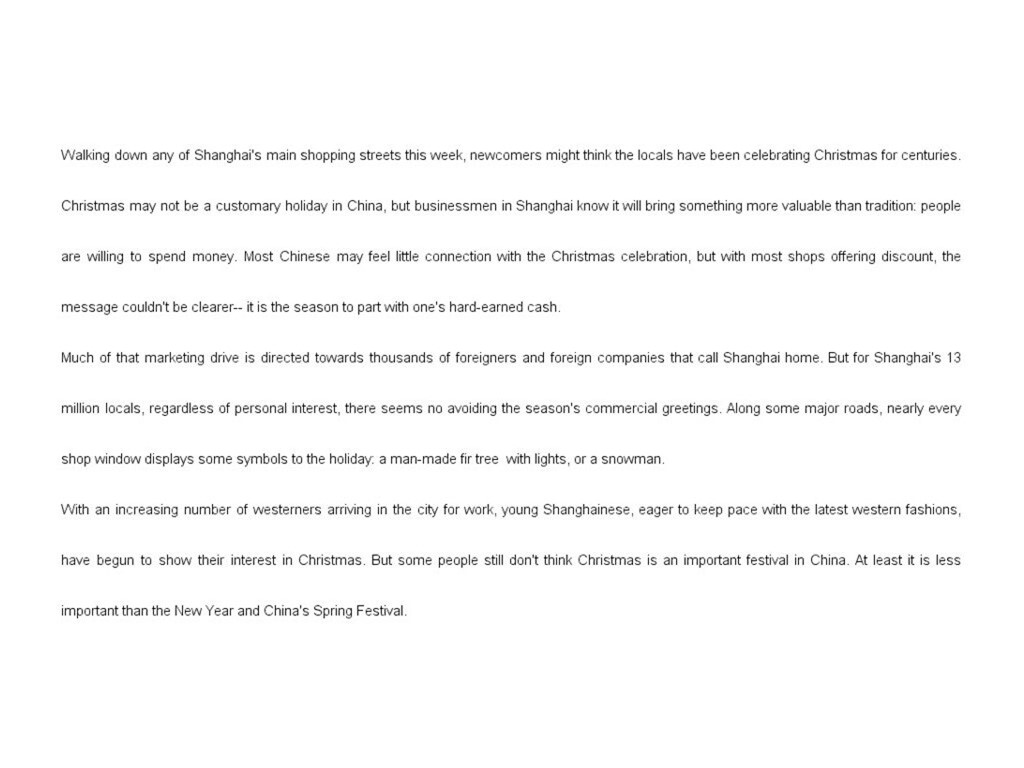 Walking down any of Shanghai's main shopping streets this week, newcomers might think the locals have been celebrating Christmas for centuries.
Christmas may not be a customary holiday in China, but businessmen in Shanghai know it will bring something more valuable than tradition: people
are willing to spend money. Most Chinese may feel little connection with the Christmas celebration, but with most shops offering discount, the
message couldn't be clearer-- it is the season to part with one's hard-earned cash.
Much of that marketing drive is directed towards thousands of foreigners and foreign companies that call Shanghai home. But for Shanghai's 13
million locals, regardless of personal interest, there seems no avoiding the season's commercial greetings. Along some major roads, nearly every
shop window displays some symbols to the holiday: a man-made fir tree  with lights, or a snowman.
With an increasing number of westerners arriving in the city for work, young Shanghainese, eager to keep pace with the latest western fashions,
have begun to show their interest in Christmas. But some people still don't think Christmas is an important festival in China. At least it is less
important than the New Year and China's Spring Festival.